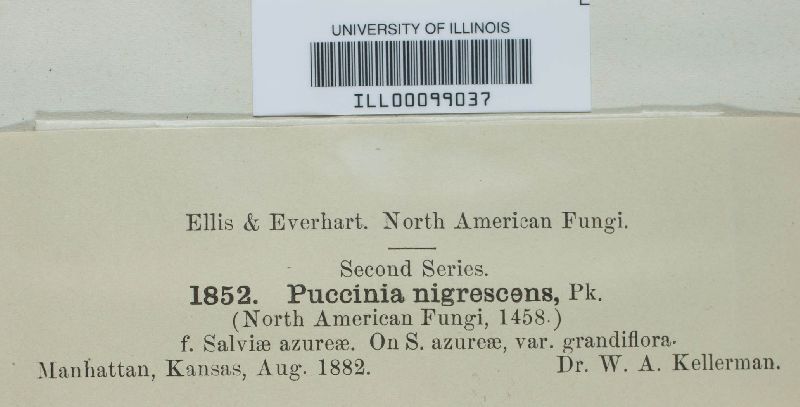 UNIVERSITY OF ILLINOIS
ILL00099037
Ellis & Everhart. North American Fungi.
Second Series.
1852. Puccinia nigrescens, Pk.
(North American Fungi, 1458.)
f. Salviæ azureæ. On S. azureæ, var. grandiflora.
Manhattan, Kansas, Aug. 1882. Dr. W. A. Kellerman.